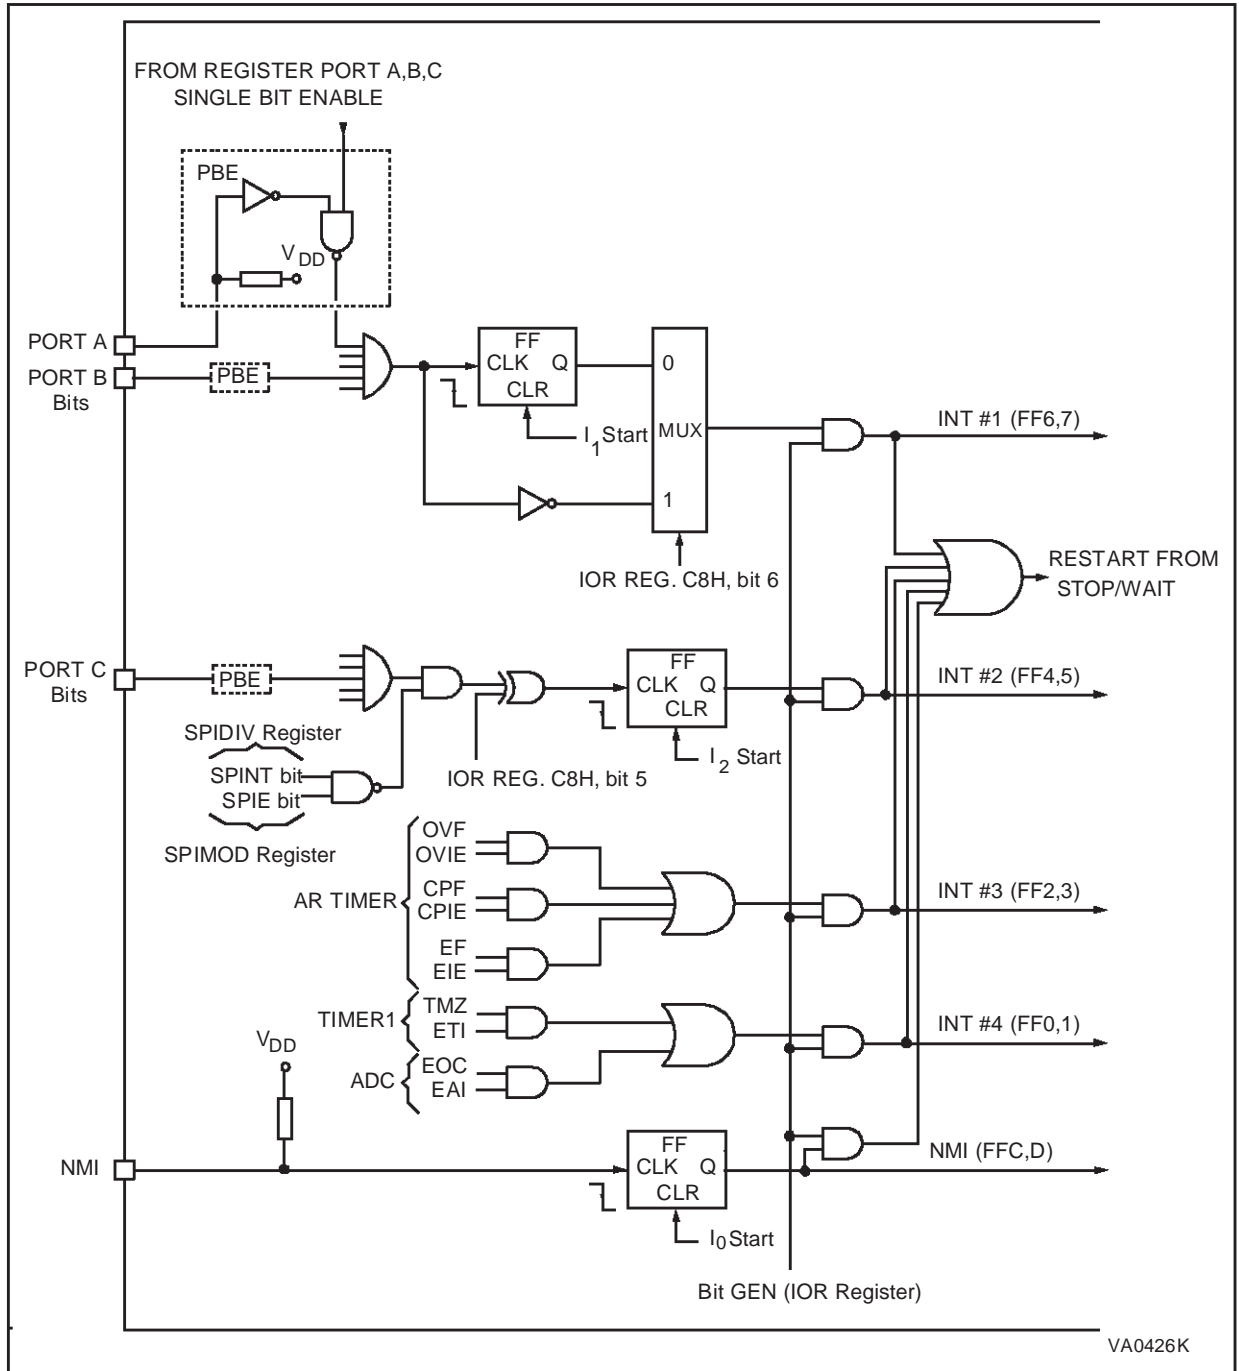 FROM REGISTER PORT A,B,C
SINGLE BIT ENABLE
PBE
VDD
PORT A
PORT B
Bits
PBE
FF
CLK Q
CLR
I1 Start
0
MUX
1
IOR REG. C8H, bit 6
INT #1 (FF6,7)
RESTART FROM
STOP/WAIT
PORT C
Bits
PBE
FF
CLK Q
CLR
I2 Start
INT #2 (FF4,5)
SPIDIV Register
SPINT bit
SPIE bit
SPIMOD Register
IOR REG. C8H, bit 5
AR TIMER
OVF
OVIE
CPF
CPIE
EF
EIE
INT #3 (FF2,3)
TIMER1
TMZ
ETI
ADC
EOC
EAI
INT #4 (FF0,1)
VDD
NMI
FF
CLK Q
CLR
I0 Start
NMI (FFC,D)
Bit GEN (IOR Register)
VA0426K